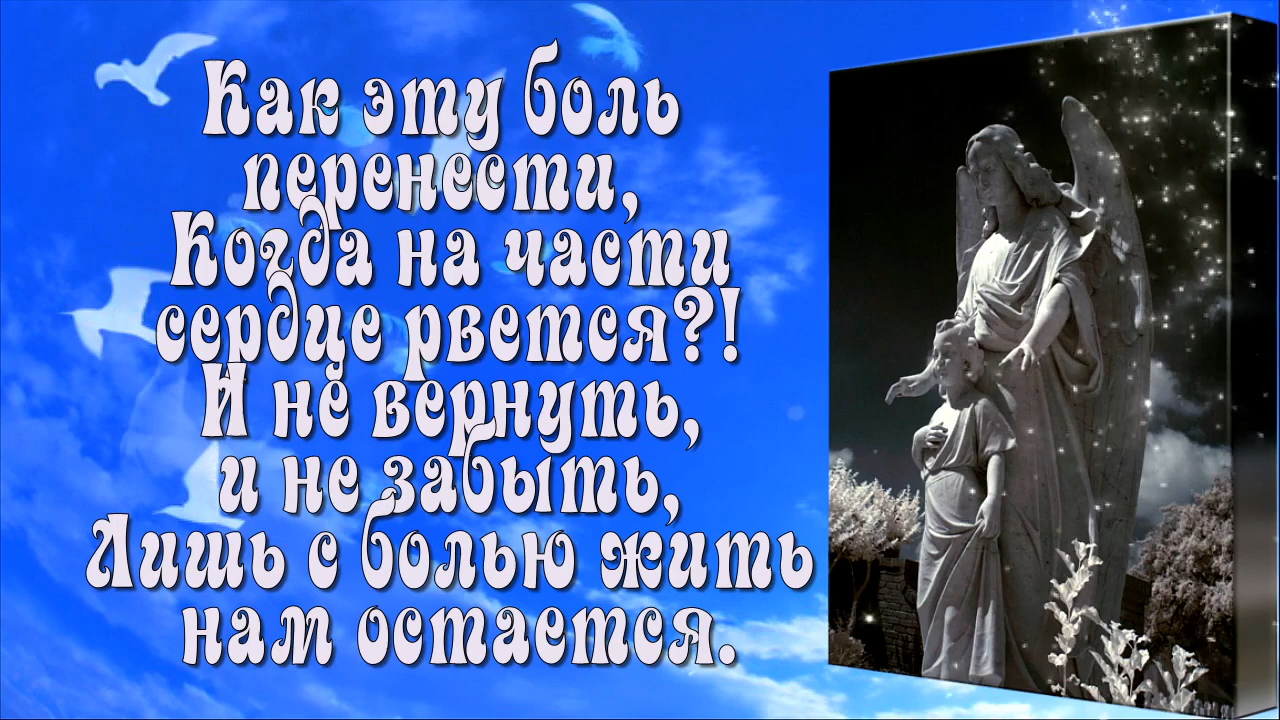 Как эту боль
перенести,
Когда на части
сердце рвется?!
И не вернуть,
и не забыть,
Лишь с болью жить
нам остается.